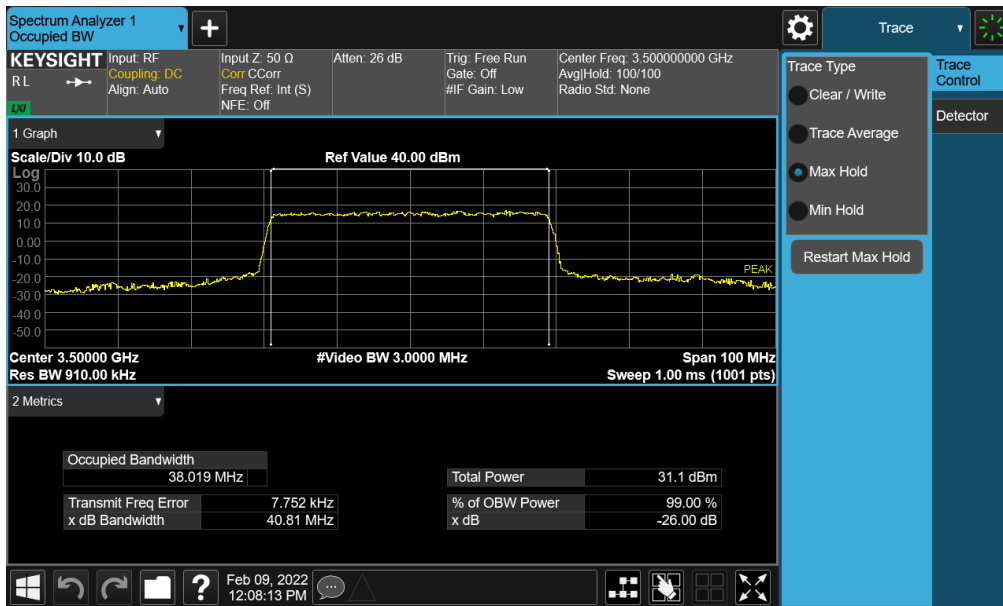 Spectrum Analyzer 1
Occupied BW
Trace
KEYSIGHT
R L
LXI
Input: RF
Coupling: DC
Align: Auto
Input Z: 50 Ω
Corr CCorr
Freq Ref: Int (S)
NFE: Off
Atten: 26 dB
Trig: Free Run
Gate: Off
#IF Gain: Low
Center Freq: 3.500000000 GHz
Avg|Hold: 100/100
Radio Std: None
Trace Type
Clear / Write
Trace Average
Max Hold
Min Hold
Restart Max Hold
Trace
Control
Detector
1 Graph
Scale/Div 10.0 dB
Ref Value 40.00 dBm
Log
30.0
20.0
10.0
0.00
-10.0
-20.0
-30.0
-40.0
-50.0
PEAK
Center 3.50000 GHz
#Video BW 3.0000 MHz
Span 100 MHz
Res BW 910.00 kHz
Sweep 1.00 ms (1001 pts)
2 Metrics
Occupied Bandwidth
38.019 MHz
Total Power 31.1 dBm
Transmit Freq Error 7.752 kHz
% of OBW Power 99.00 %
x dB Bandwidth 40.81 MHz
x dB -26.00 dB
?
Feb 09, 2022
12:08:13 PM